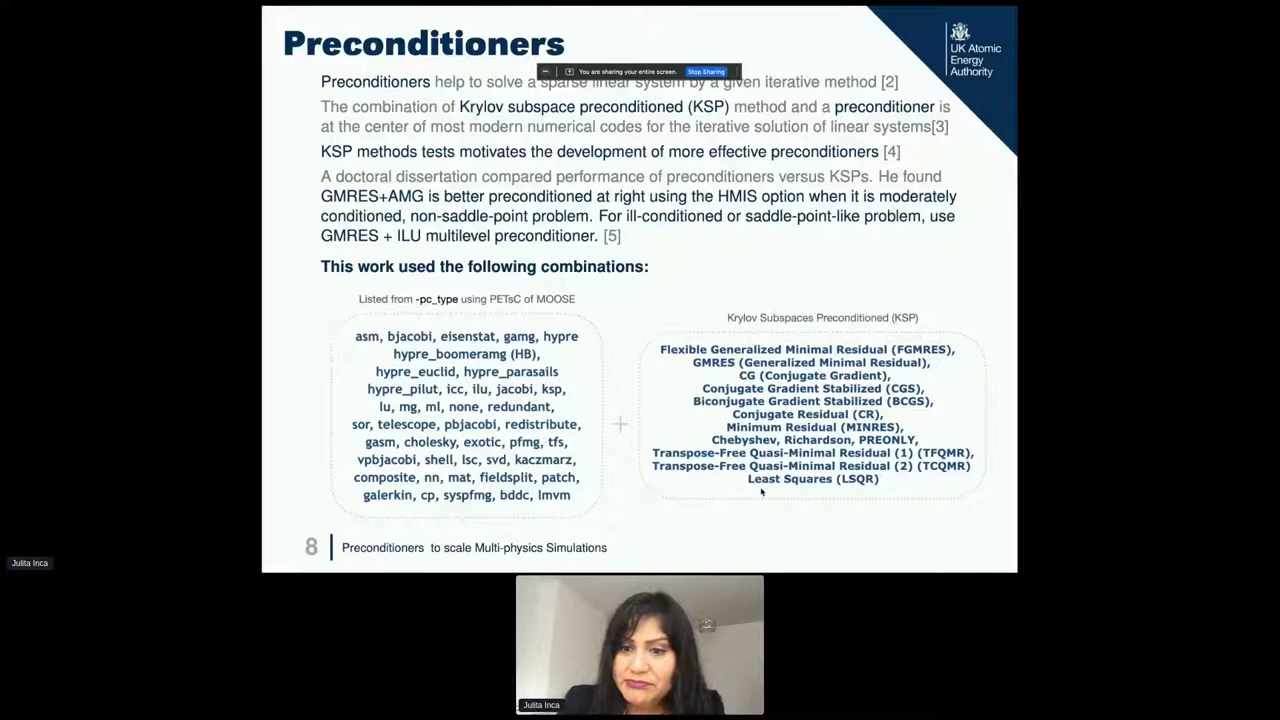 Preconditioners
UK Atomic
Energy
Authority
You are sharing your entire screen.
Stop Sharing
Preconditioners help to solve a sparse linear system by a given iterative method [2]
The combination of Krylov subspace preconditioned (KSP) method and a preconditioner is
at the center of most modern numerical codes for the iterative solution of linear systems[3]
KSP methods tests motivates the development of more effective preconditioners [4]
A doctoral dissertation compared performance of preconditioners versus KSPs. He found
GMRES+AMG is better preconditioned at right using the HMIS option when it is moderately
conditioned, non-saddle-point problem. For ill-conditioned or saddle-point-like problem, use
GMRES + ILU multilevel preconditioner. [5]
This work used the following combinations:
Listed from -pc_type using PETsC of MOOSE
asm, bjacobi, eisenstat, gamg, hypre
hypre_boomeramg (HB),
hypre_euclid, hypre_parasails
hypre_pilut, icc, ilu, jacobi, ksp,
lu, mg, ml, none, redundant,
sor, telescope, pbjacobi, redistribute,
gasm, cholesky, exotic, pfmg, tfs,
vpbjacobi, shell, lsc, svd, kaczmarz,
composite, nn, mat, fieldsplit, patch,
galerkin, cp, syspfmg, bddc, lmvm
+
Krylov Subspaces Preconditioned (KSP)
Flexible Generalized Minimal Residual (FGMRES),
GMRES (Generalized Minimal Residual),
CG (Conjugate Gradient),
Conjugate Gradient Stabilized (CGS),
Biconjugate Gradient Stabilized (BCGS),
Conjugate Residual (CR),
Minimum Residual (MINRES),
Chebyshev, Richardson, PREONLY,
Transpose-Free Quasi-Minimal Residual (1) (TFQMR),
Transpose-Free Quasi-Minimal Residual (2) (TCQMR)
Least Squares (LSQR)
8
Preconditioners to scale Multi-physics Simulations
Julita Inca
Julita Inca